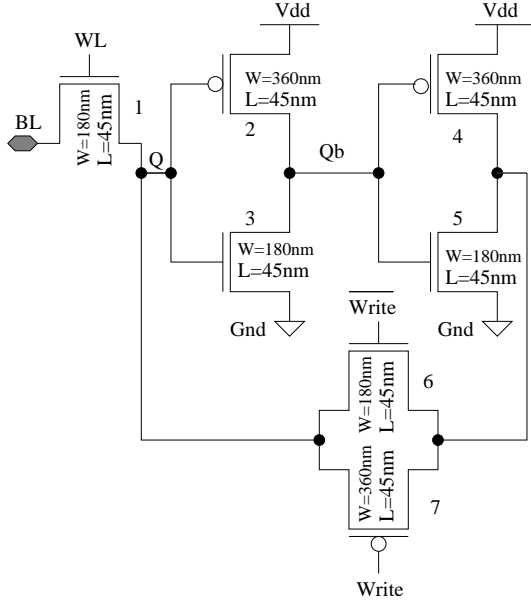 Vdd
Vdd
WL
BL
1
W=180nm
L=45nm
W=360nm
L=45nm
2
W=360nm
L=45nm
4
Q
Qb
3
W=180nm
L=45nm
5
W=180nm
L=45nm
Gnd
Gnd
Write
W=180nm
L=45nm
6
W=360nm
L=45nm
7
Write